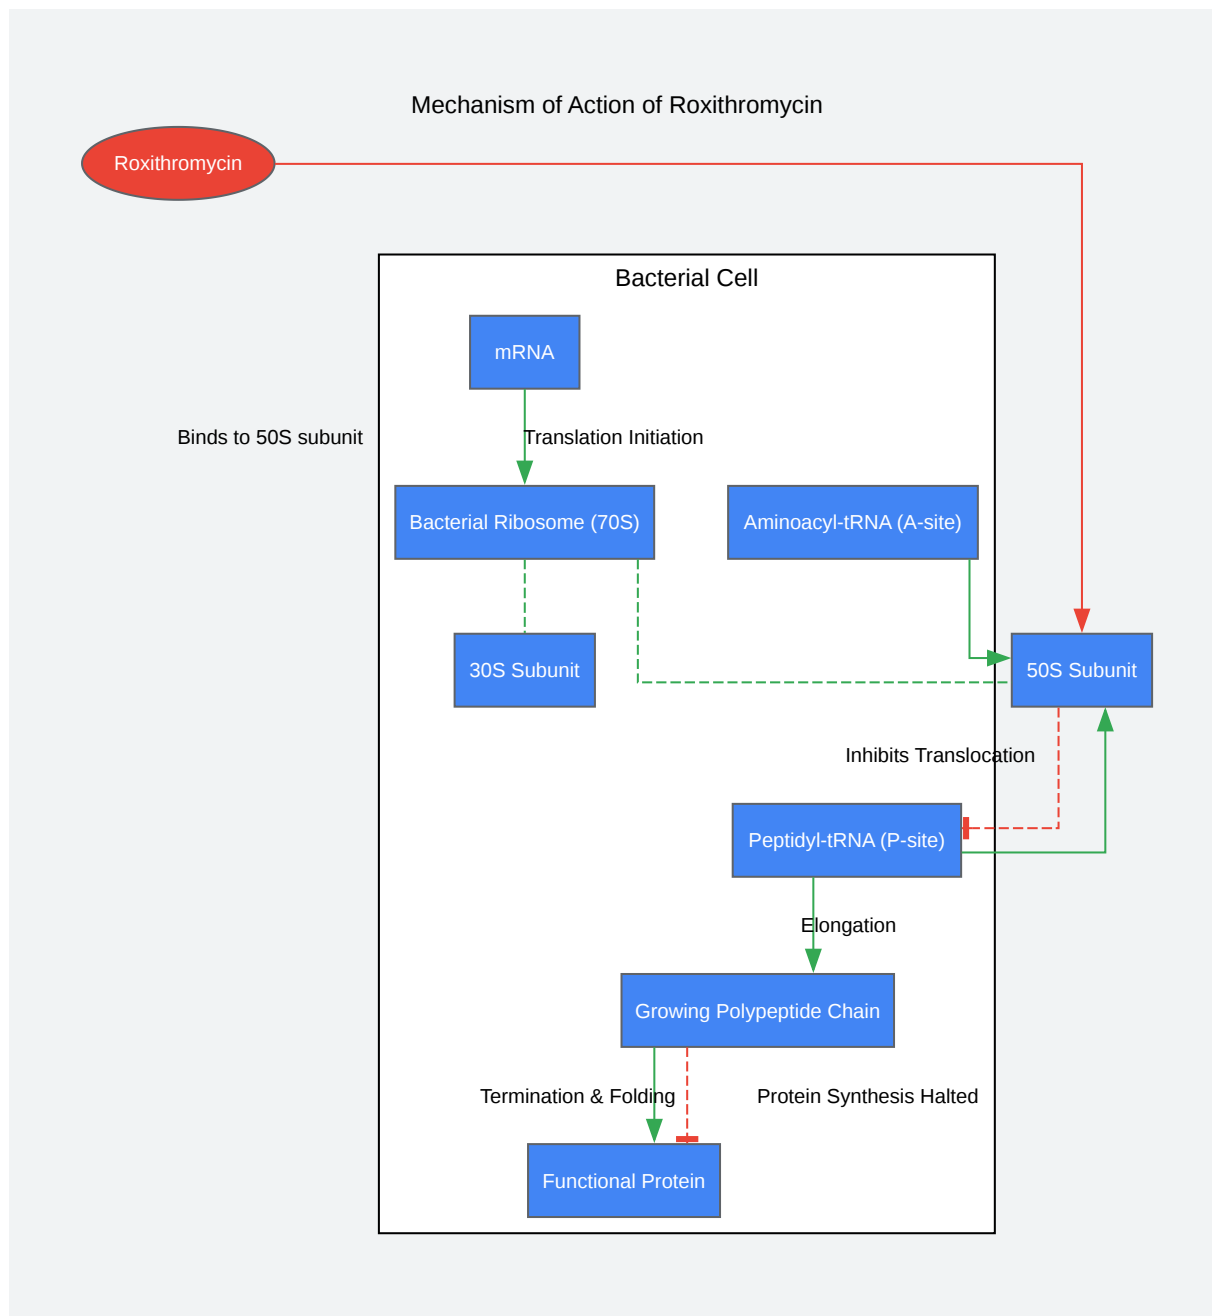 Mechanism of Action of Roxithromycin
Roxithromycin
Bacterial Cell
mRNA
Binds to 50S subunit
Translation Initiation
Bacterial Ribosome (70S)
Aminoacyl-tRNA (A-site)
30S Subunit
50S Subunit
Inhibits Translocation
Peptidyl-tRNA (P-site)
Elongation
Growing Polypeptide Chain
Termination & Folding
Protein Synthesis Halted
Functional Protein